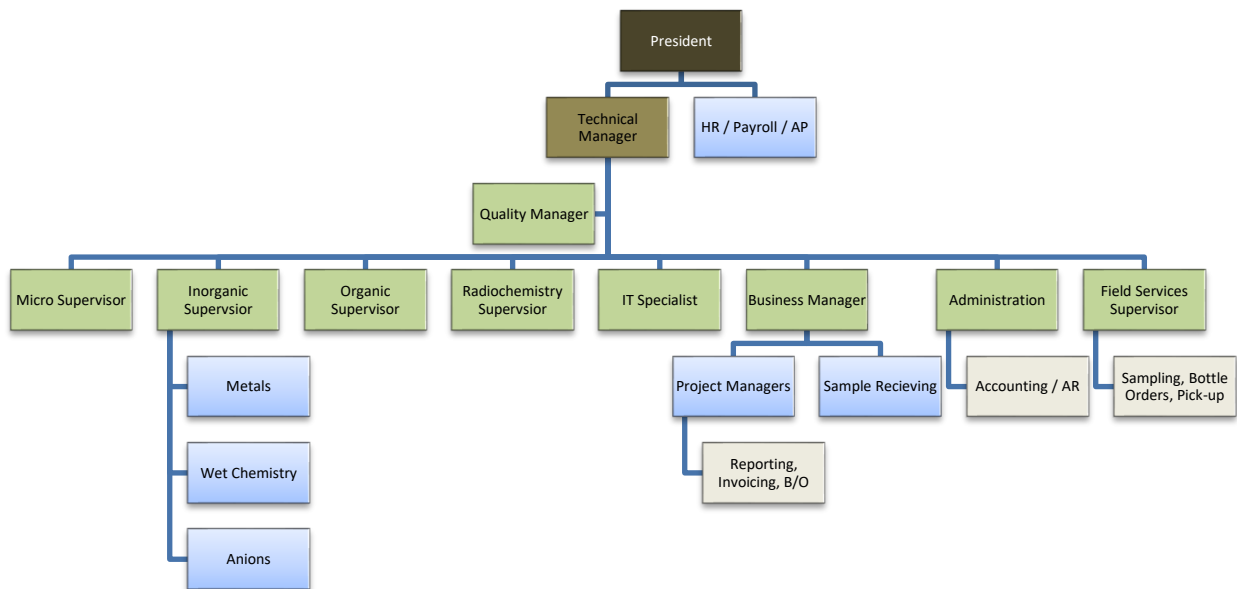 President
Technical
Manager
HR / Payroll / AP
Quality Manager
Micro Supervisor
Inorganic
Supervsior
Organic
Supervisor
Radiochemistry
Supervsior
IT Specialist
Business Manager
Administration
Field Services
Supervisor
Metals
Project Managers
Sample Recieving
Accounting / AR
Sampling, Bottle
Orders, Pick-up
Wet Chemistry
Reporting,
Invoicing, B/O
Anions